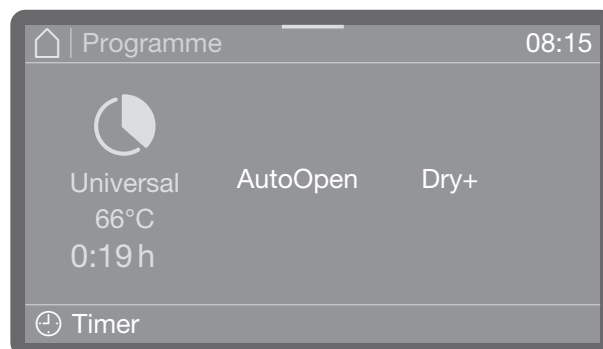 Programme 08:15
Universal AutoOpen Dry+
66°C
0:19 h
Timer